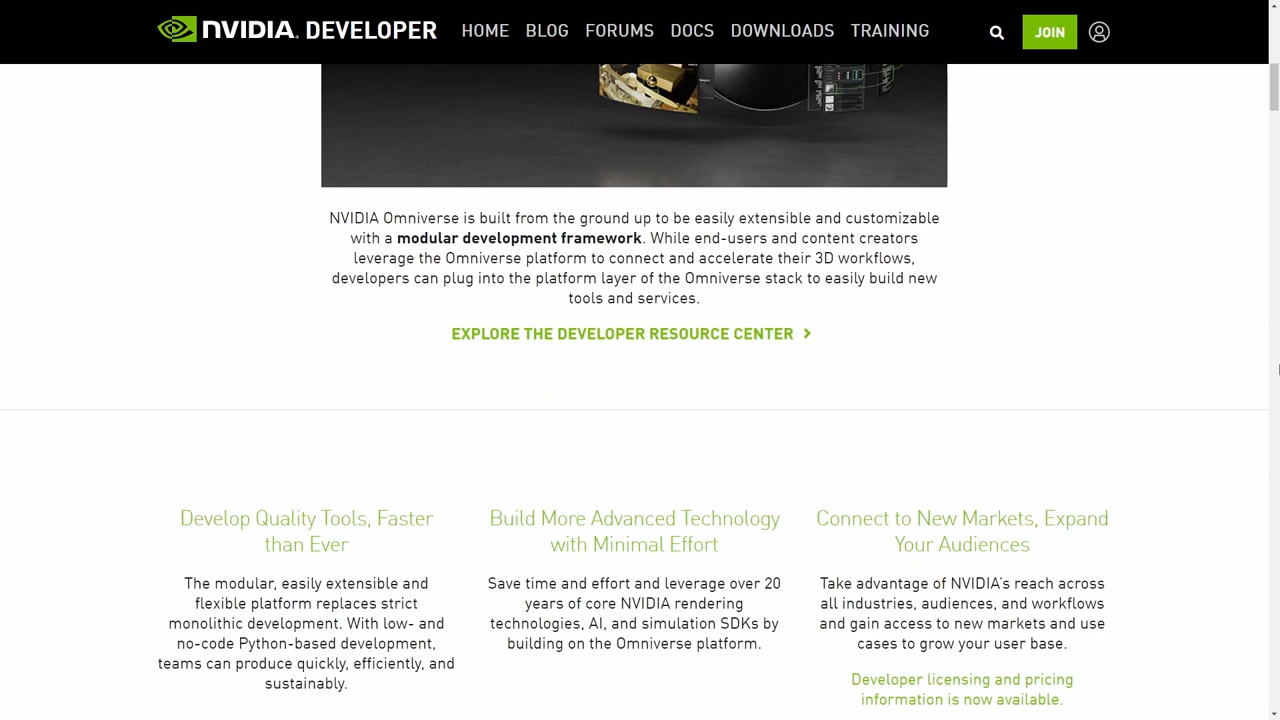 NVIDIA. DEVELOPER HOME BLOG FORUMS DOCS DOWNLOADS TRAINING JOIN
NVIDIA Omniverse is built from the ground up to be easily extensible and customizable
with a modular development framework. While end-users and content creators
leverage the Omniverse platform to connect and accelerate their 3D workflows,
developers can plug into the platform layer of the Omniverse stack to easily build new
tools and services.
EXPLORE THE DEVELOPER RESOURCE CENTER >
Develop Quality Tools, Faster
than Ever
The modular, easily extensible and
flexible platform replaces strict
monolithic development. With low- and
no-code Python-based development,
teams can produce quickly, efficiently, and
sustainably.
Build More Advanced Technology
with Minimal Effort
Save time and effort and leverage over 20
years of core NVIDIA rendering
technologies, AI, and simulation SDKs by
building on the Omniverse platform.
Connect to New Markets, Expand
Your Audiences
Take advantage of NVIDIA's reach across
all industries, audiences, and workflows
and gain access to new markets and use
cases to grow your user base.
Developer licensing and pricing
information is now available.